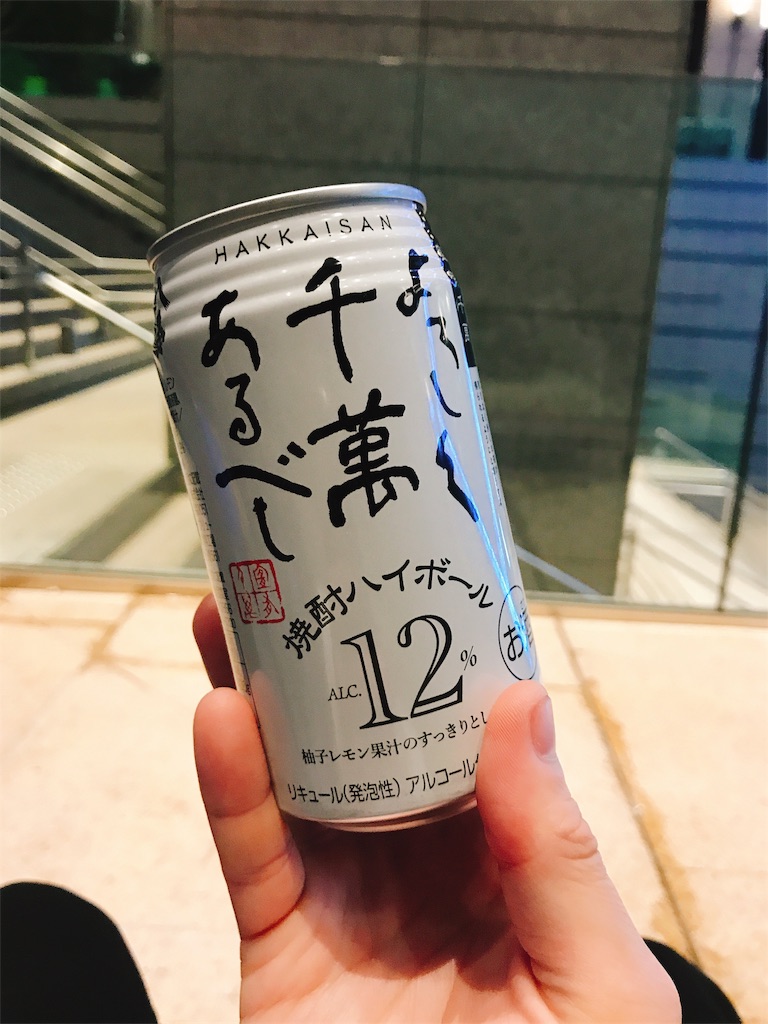 HAKKAISAN
よろしく
千萬
あるべし
焼酎ハイボール
ALC.12%
お酒
柚子レモン果汁のすっきりとし
リキュール(発泡性) アルコール